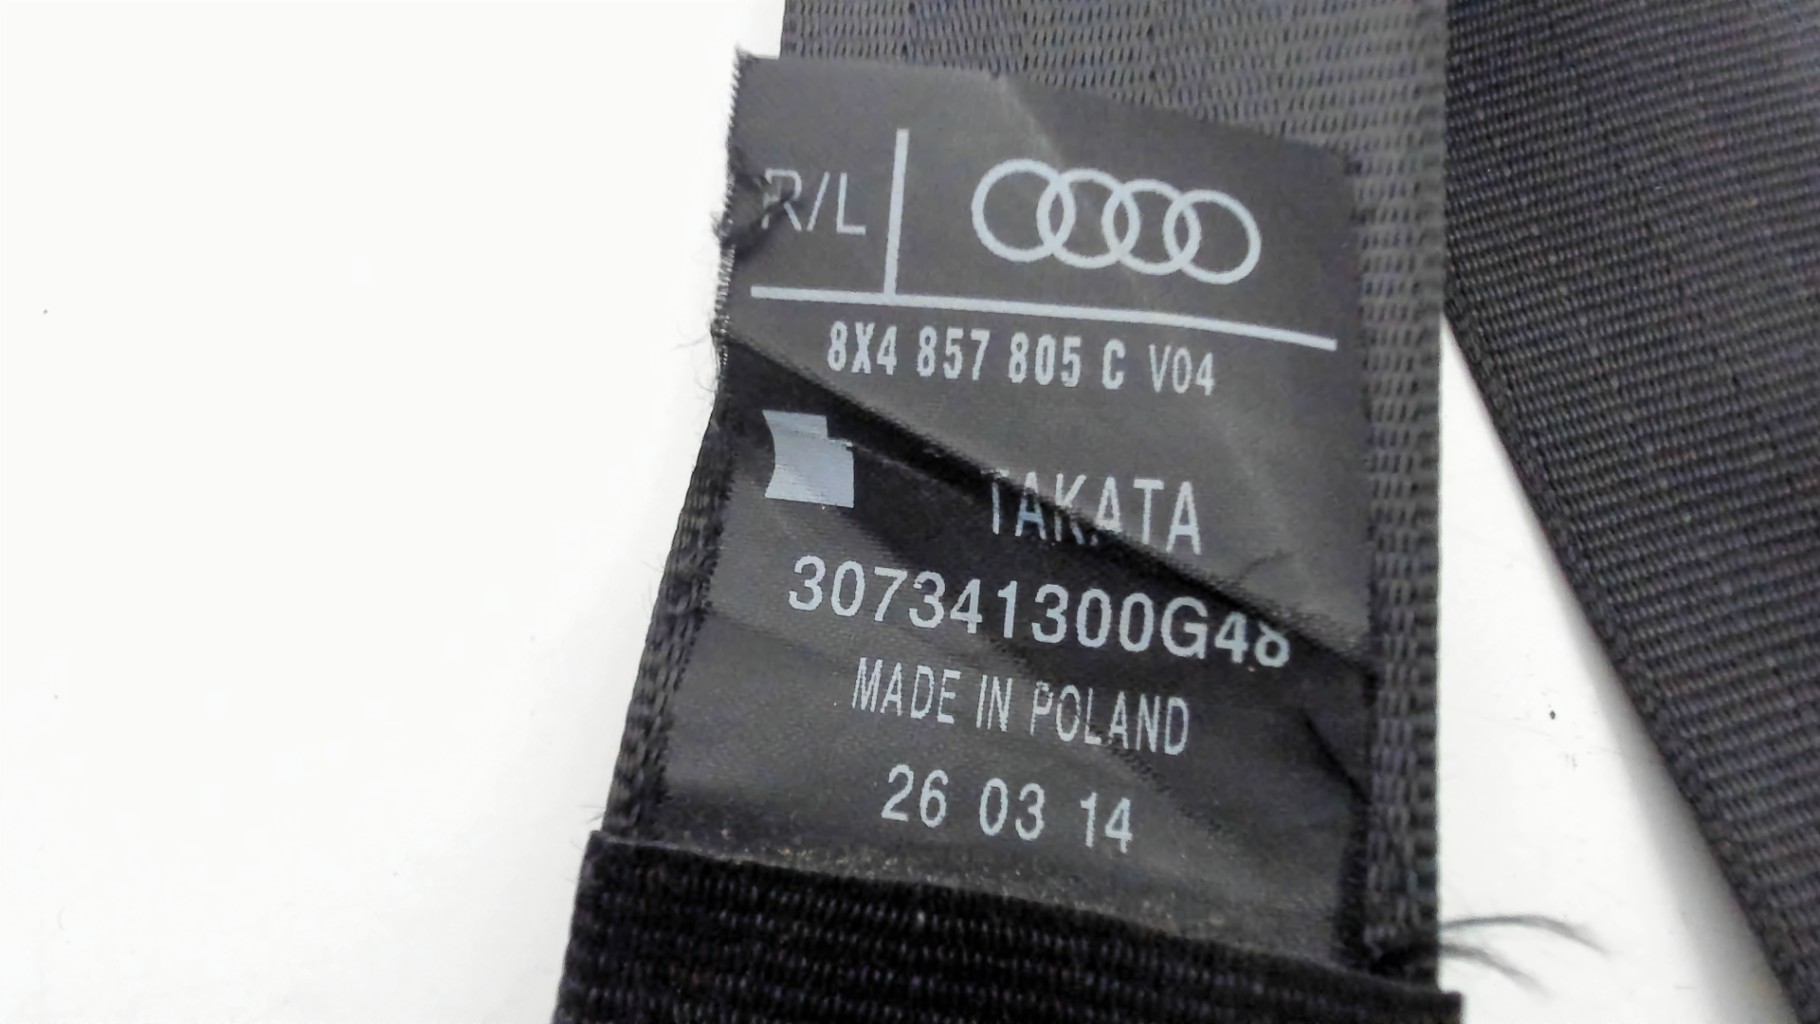 R/L
8X4 857 805 C V04
TAKATA
307341300G48
MADE IN POLAND
26 03 14